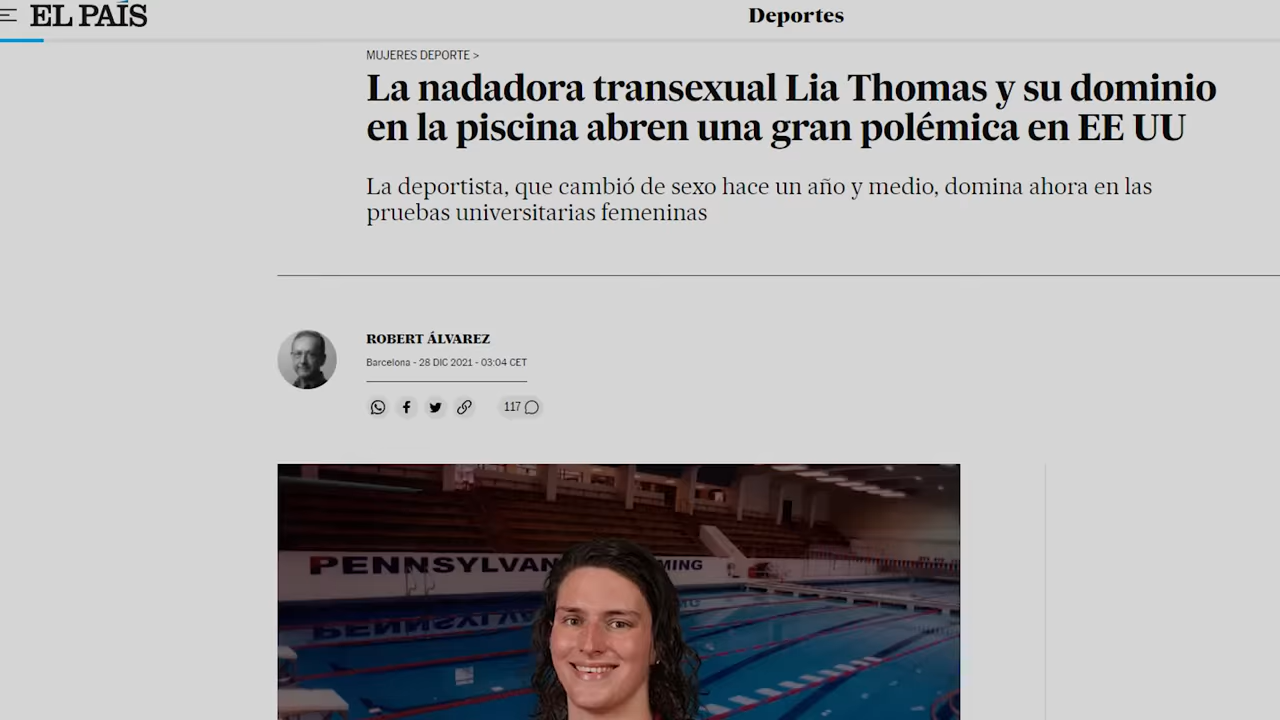 EL PAÍS
Deportes
MUJERES DEPORTE >
La nadadora transexual Lia Thomas y su dominio
en la piscina abren una gran polémica en EE UU
La deportista, que cambió de sexo hace un año y medio, domina ahora en las
pruebas universitarias femeninas
ROBERT ÁLVAREZ
Barcelona - 28 DIC 2021 - 03:04 CET
117
PENNSYLVAN MING